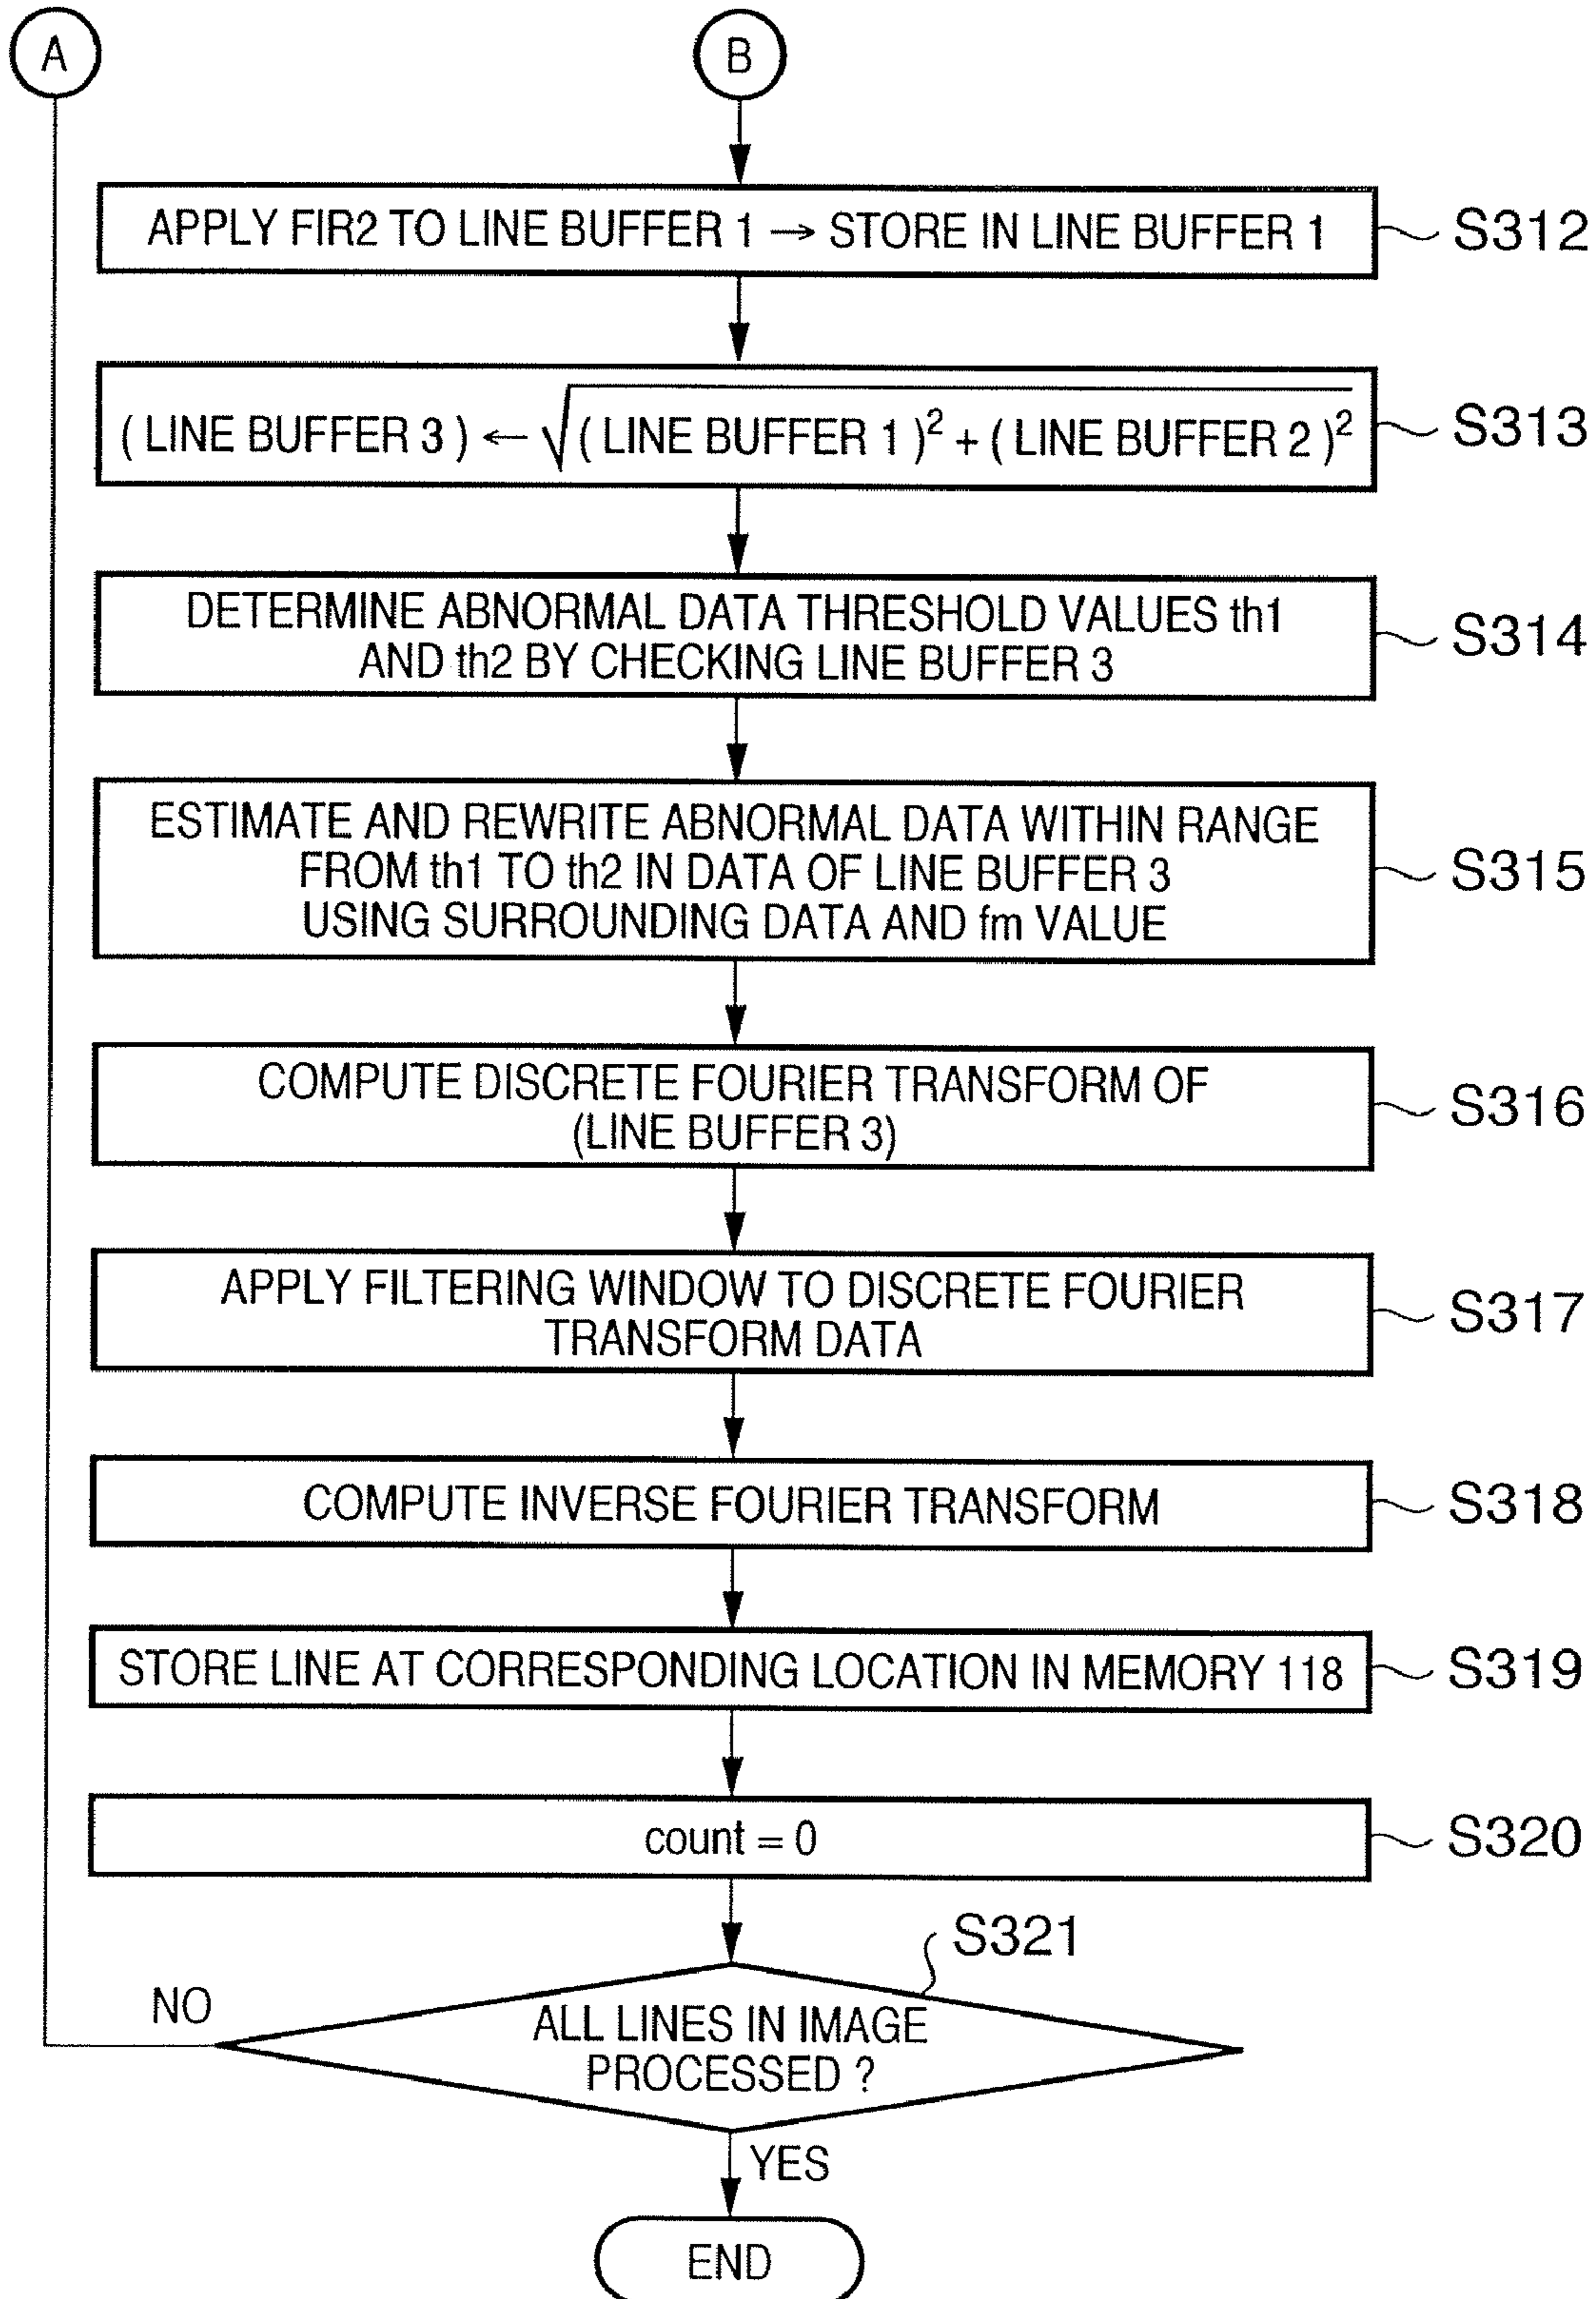 A
B
APPLY FIR2 TO LINE BUFFER 1 → STORE IN LINE BUFFER 1
S312
( LINE BUFFER 3 ) ← √( LINE BUFFER 1 )² + ( LINE BUFFER 2 )²
S313
DETERMINE ABNORMAL DATA THRESHOLD VALUES th1
AND th2 BY CHECKING LINE BUFFER 3
S314
ESTIMATE AND REWRITE ABNORMAL DATA WITHIN RANGE
FROM th1 TO th2 IN DATA OF LINE BUFFER 3
USING SURROUNDING DATA AND fm VALUE
S315
COMPUTE DISCRETE FOURIER TRANSFORM OF
(LINE BUFFER 3)
S316
APPLY FILTERING WINDOW TO DISCRETE FOURIER
TRANSFORM DATA
S317
COMPUTE INVERSE FOURIER TRANSFORM
S318
STORE LINE AT CORRESPONDING LOCATION IN MEMORY 118
S319
count = 0
S320
S321
NO
ALL LINES IN IMAGE
PROCESSED ?
YES
END